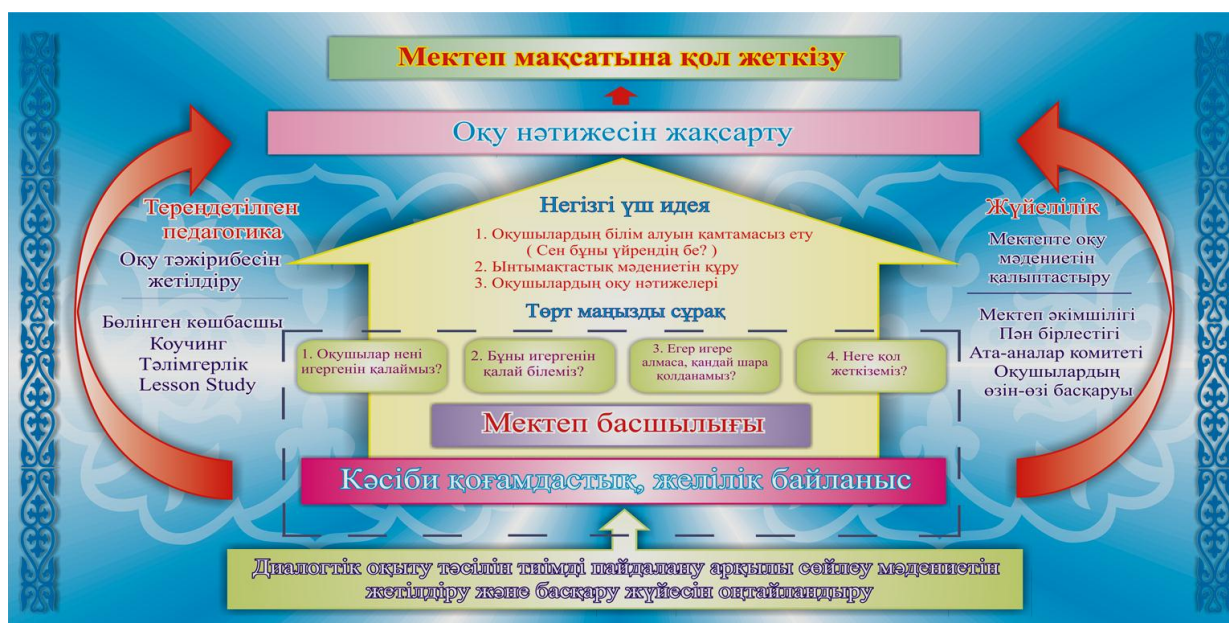 Мектеп мақсатына қол жеткізу
Оқу нәтижесін жақсарту
Тереңдетілген
педагогика
Оқу тәжірибесін
жетілдіру
Бөлінген көшбасшы
Коучинг
Тәлімгерлік
Lesson Study
Негізгі үш идея
1. Оқушылардың білім алуын қамтамасыз ету
( Сен бұны үйрендің бе? )
2. Ынтымақтастық мәдениетін құру
3. Оқушылардың оқу нәтижелері
Төрт маңызды сұрақ
1. Оқушылар нені
игергенін қалаймыз?
2. Бұны игергенін
қалай білеміз?
3. Егер игере
алмаса, қандай шара
қолданамыз?
4. Неге қол
жеткіземіз?
Жүйелілік
Мектепте оқу
мәдениетін
қалыптастыру
Мектеп әкімшілігі
Пән бірлестігі
Ата-аналар комитеті
Оқушылардың
өзін-өзі басқаруы
Мектеп басшылығы
Кәсіби қоғамдастық, желілік байланыс
Диалогтік оқыту тәсілін тиімді пайдалану арқылы сөйлеу мәдениетін
жетілдіру және басқару жүйесін оңтайландыру